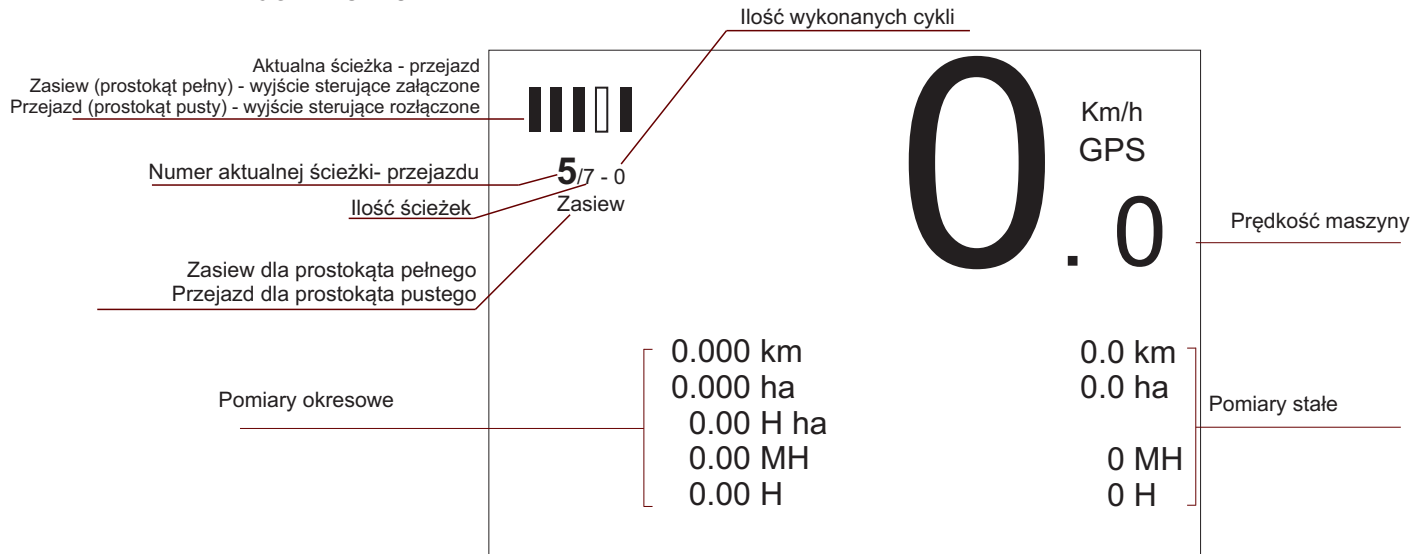 Ilość wykonanych cykli
Aktualna ścieżka - przejazd
Zasiew (prostokąt pełny) - wyjście sterujące załączone
Przejazd (prostokąt pusty) - wyjście sterujące rozłączone
Numer aktualnej ścieżki- przejazdu
Ilość ścieżek
Zasiew dla prostokąta pełnego
Przejazd dla prostokąta pustego
5/7 - 0
Zasiew
0.0
Km/h
GPS
Prędkość maszyny
Pomiary okresowe
0.000 km
0.000 ha
0.00 H ha
0.00 MH
0.00 H
0.0 km
0.0 ha
0 MH
0 H
Pomiary stałe